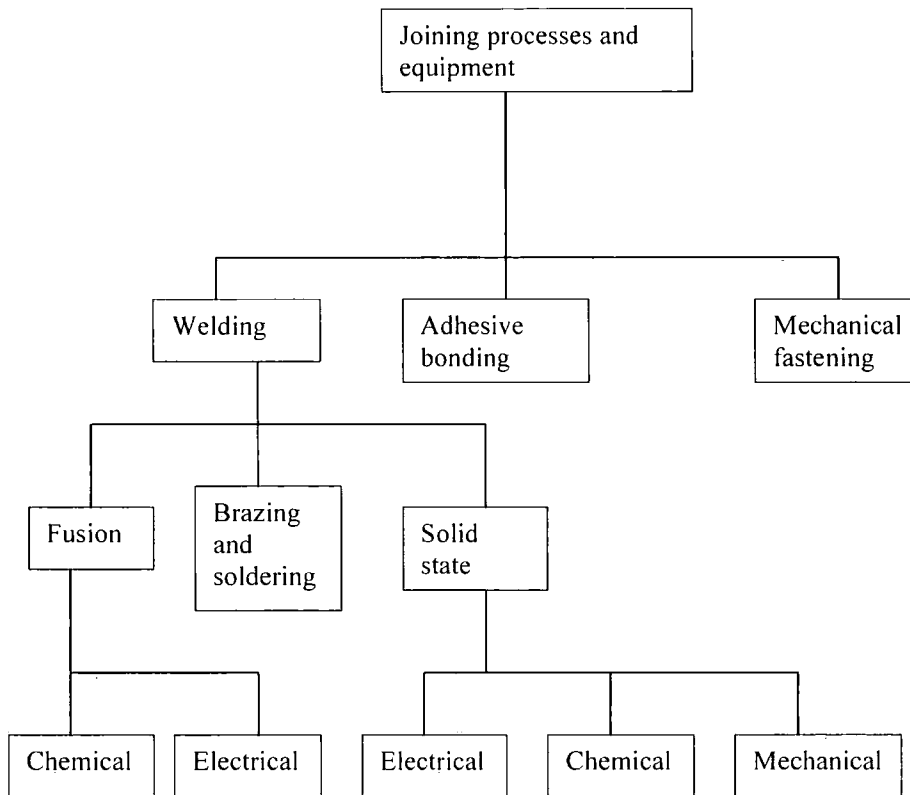 Joining processes and
equipment
Welding
Adhesive
bonding
Mechanical
fastening
Fusion
Brazing
and
soldering
Solid
state
Chemical
Electrical
Electrical
Chemical
Mechanical